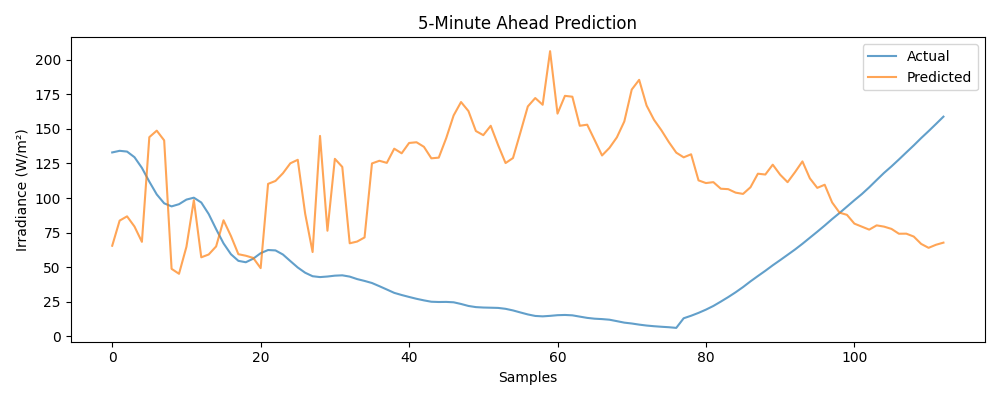 5-Minute Ahead Prediction
Actual
Predicted
Irradiance (W/m²)
200
175
150
125
100
75
50
25
0
0 20 40 60 80 100
Samples